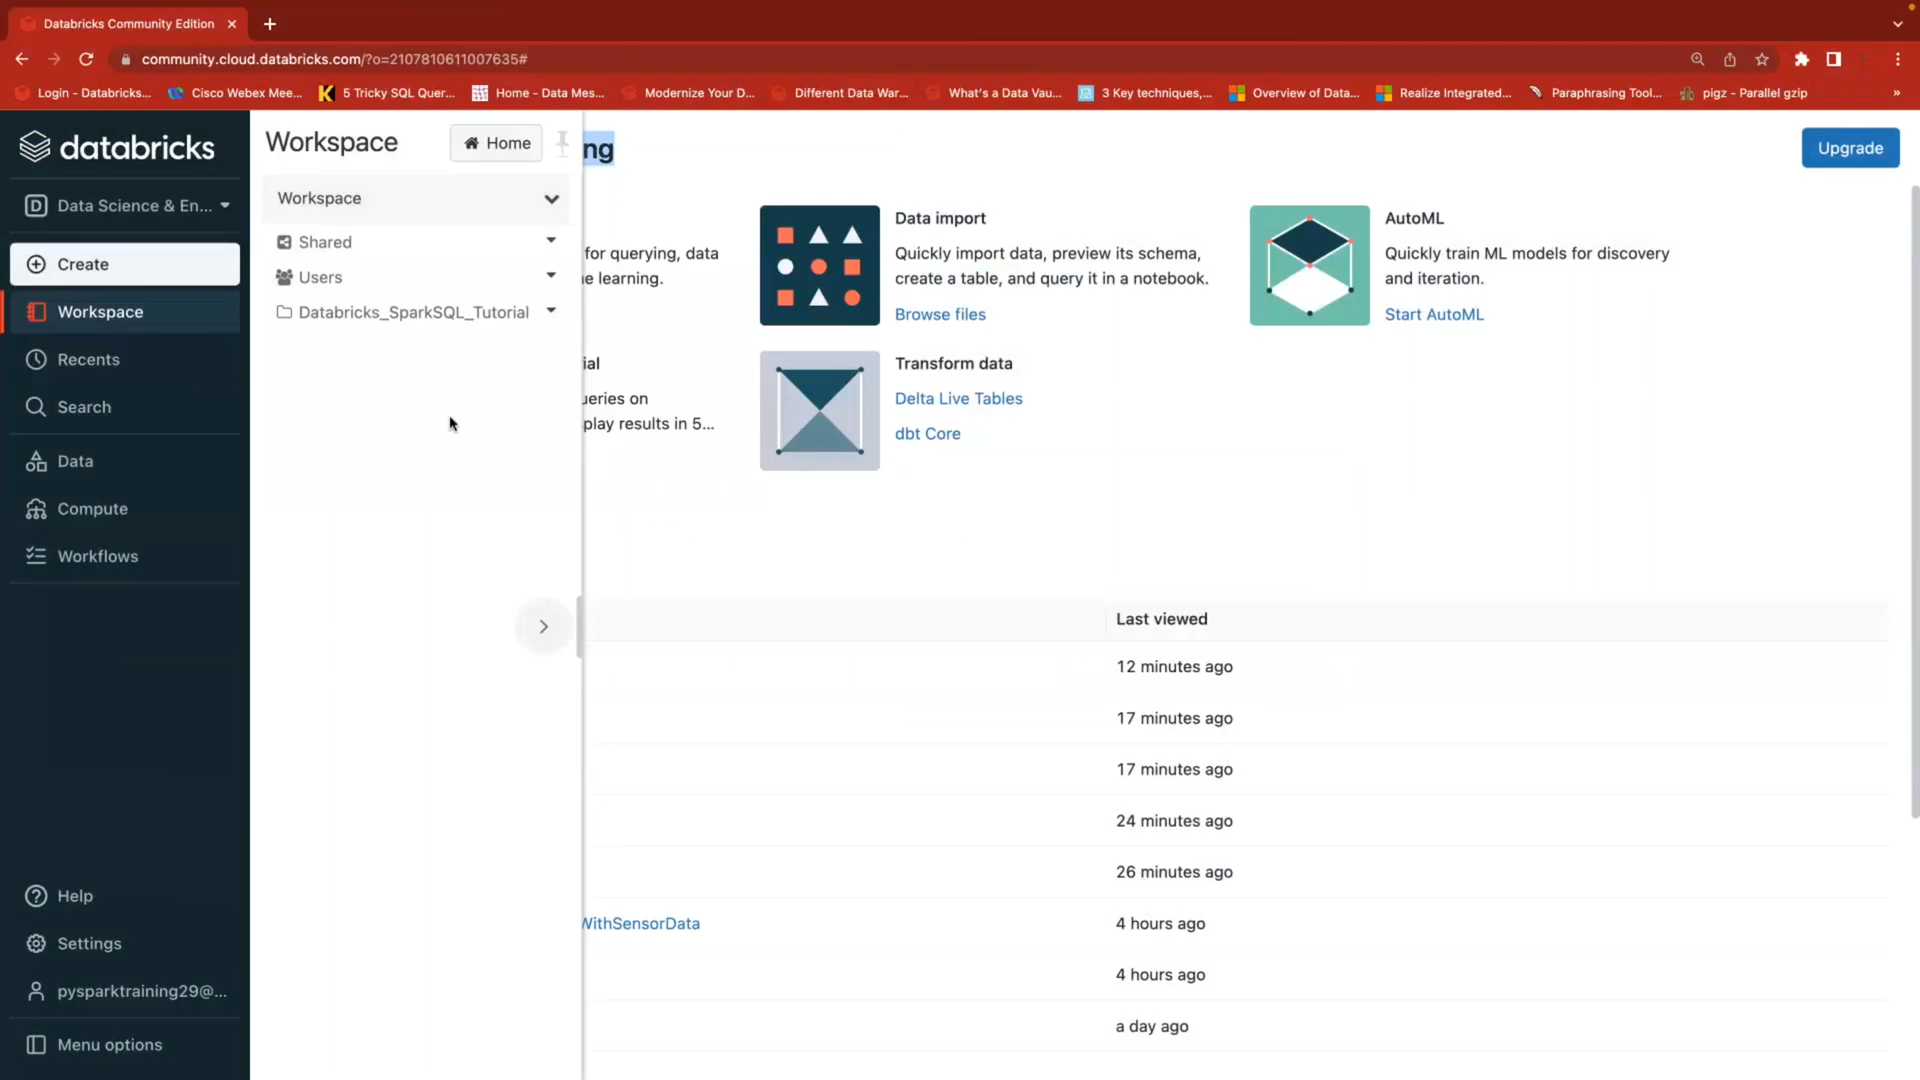 Databricks Community Edition
community.cloud.databricks.com/?o=2107810611007635#
Login - Databricks...
Cisco Webex Mee...
5 Tricky SQL Quer...
Home - Data Mes...
Modernize Your D...
Different Data War...
What's a Data Vau...
3 Key techniques,...
Overview of Data...
Realize Integrated...
Paraphrasing Tool...
pigz - Parallel gzip
»
databricks
D Data Science & En...
Create
Workspace
Recents
Search
Data
Compute
Workflows
Help
Settings
pysparktraining29@...
Menu options
Workspace
Home
Workspace
Shared
Users
Databricks_SparkSQL_Tutorial
ng
Upgrade
for querying, data
e learning.
Data import
Quickly import data, preview its schema,
create a table, and query it in a notebook.
Browse files
AutoML
Quickly train ML models for discovery
and iteration.
Start AutoML
ial
ueries on
play results in 5...
Transform data
Delta Live Tables
dbt Core
Last viewed
12 minutes ago
17 minutes ago
17 minutes ago
24 minutes ago
26 minutes ago
WithSensorData
4 hours ago
4 hours ago
a day ago